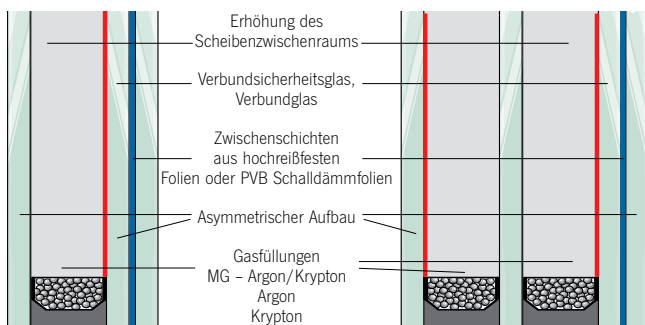 Erhöhung des
Scheibenzwischenraums
Verbundsicherheitsglas,
Verbundglas
Zwischenschichten
aus hochreißfesten
Folien oder PVB Schalldämmfolien
Asymmetrischer Aufbau
Gasfüllungen
MG – Argon/Krypton
Argon
Krypton